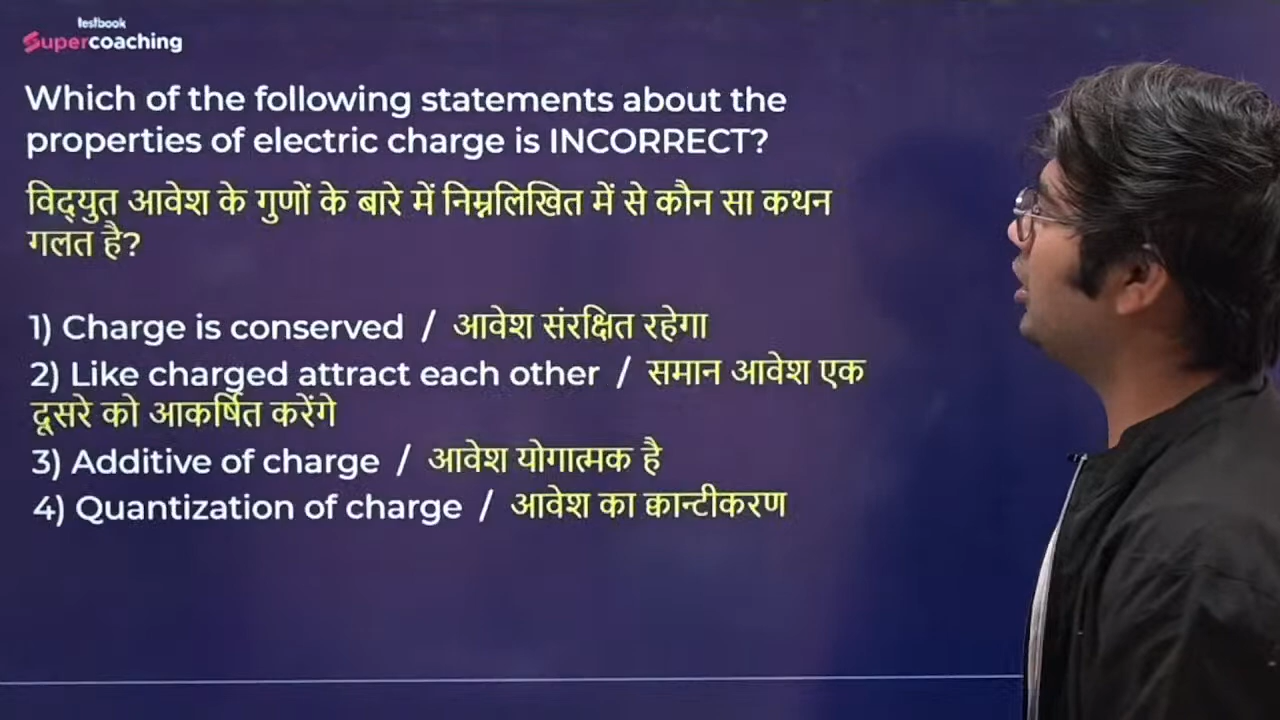 testbook
Supercoaching
Which of the following statements about the
properties of electric charge is INCORRECT?
विद्युत आवेश के गुणों के बारे में निम्नलिखित में से कौन सा कथन
गलत है?
1) Charge is conserved / आवेश संरक्षित रहेगा
2) Like charged attract each other / समान आवेश एक
दूसरे को आकर्षित करेंगे
3) Additive of charge / आवेश योगात्मक है
4) Quantization of charge / आवेश का क्वान्टीकरण